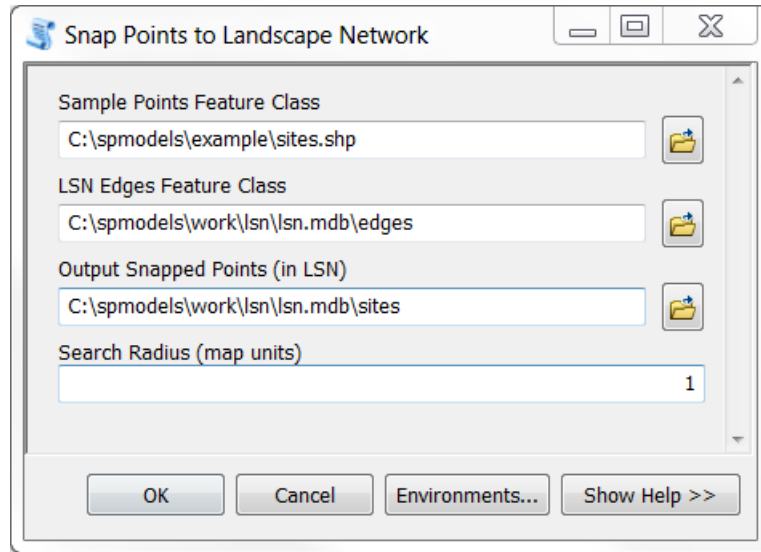 Snap Points to Landscape Network
Sample Points Feature Class
C:\spmodels\example\sites.shp
LSN Edges Feature Class
C:\spmodels\work\lsn\lsn.mdb\edges
Output Snapped Points (in LSN)
C:\spmodels\work\lsn\lsn.mdb\sites
Search Radius (map units)
1
OK Cancel Environments... Show Help >>